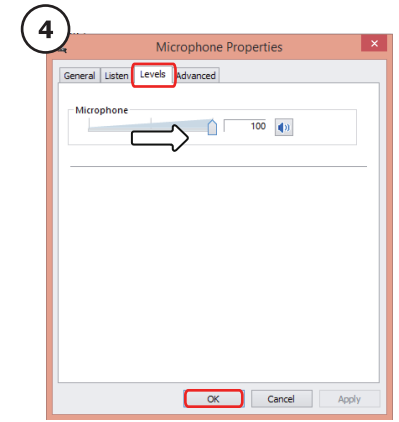 4
Microphone Properties
General Listen Levels Advanced
Microphone
100
OK Cancel Apply